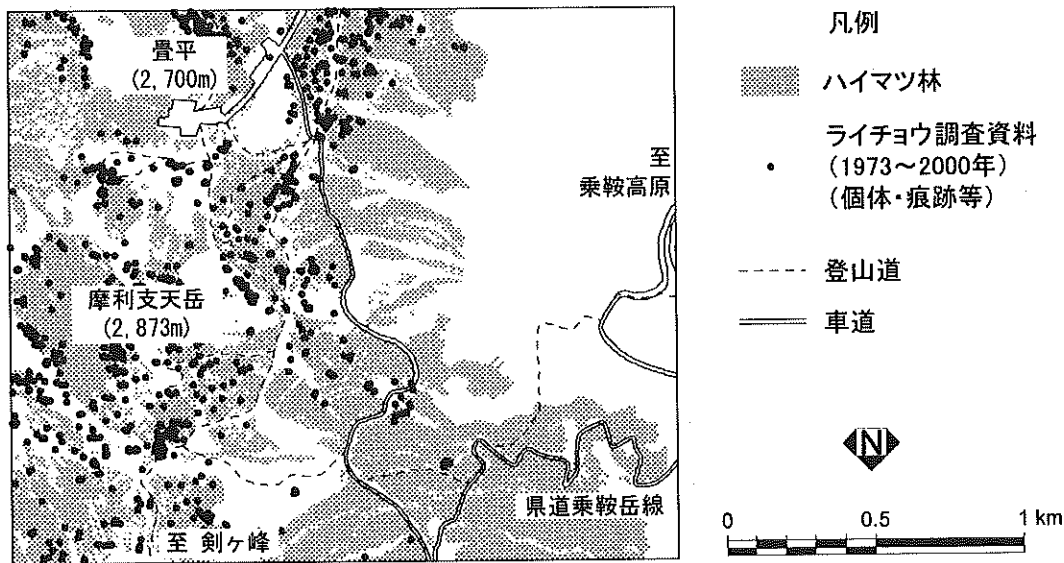 畳平
(2,700m)
至
乗鞍高原
摩利支天岳
(2,873m)
県道乗鞍岳線
至 剣ヶ峰
凡例
ハイマツ林
ライチョウ調査資料
(1973～2000年)
(個体・痕跡等)
登山道
車道
N
0 0.5 1 km